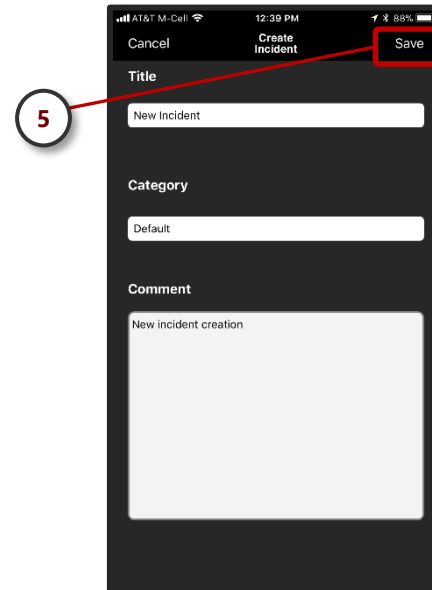 AT&T M-Cell 12:39 PM 88%
Cancel Create Incident Save
Title
5
New Incident
Category
Default
Comment
New incident creation